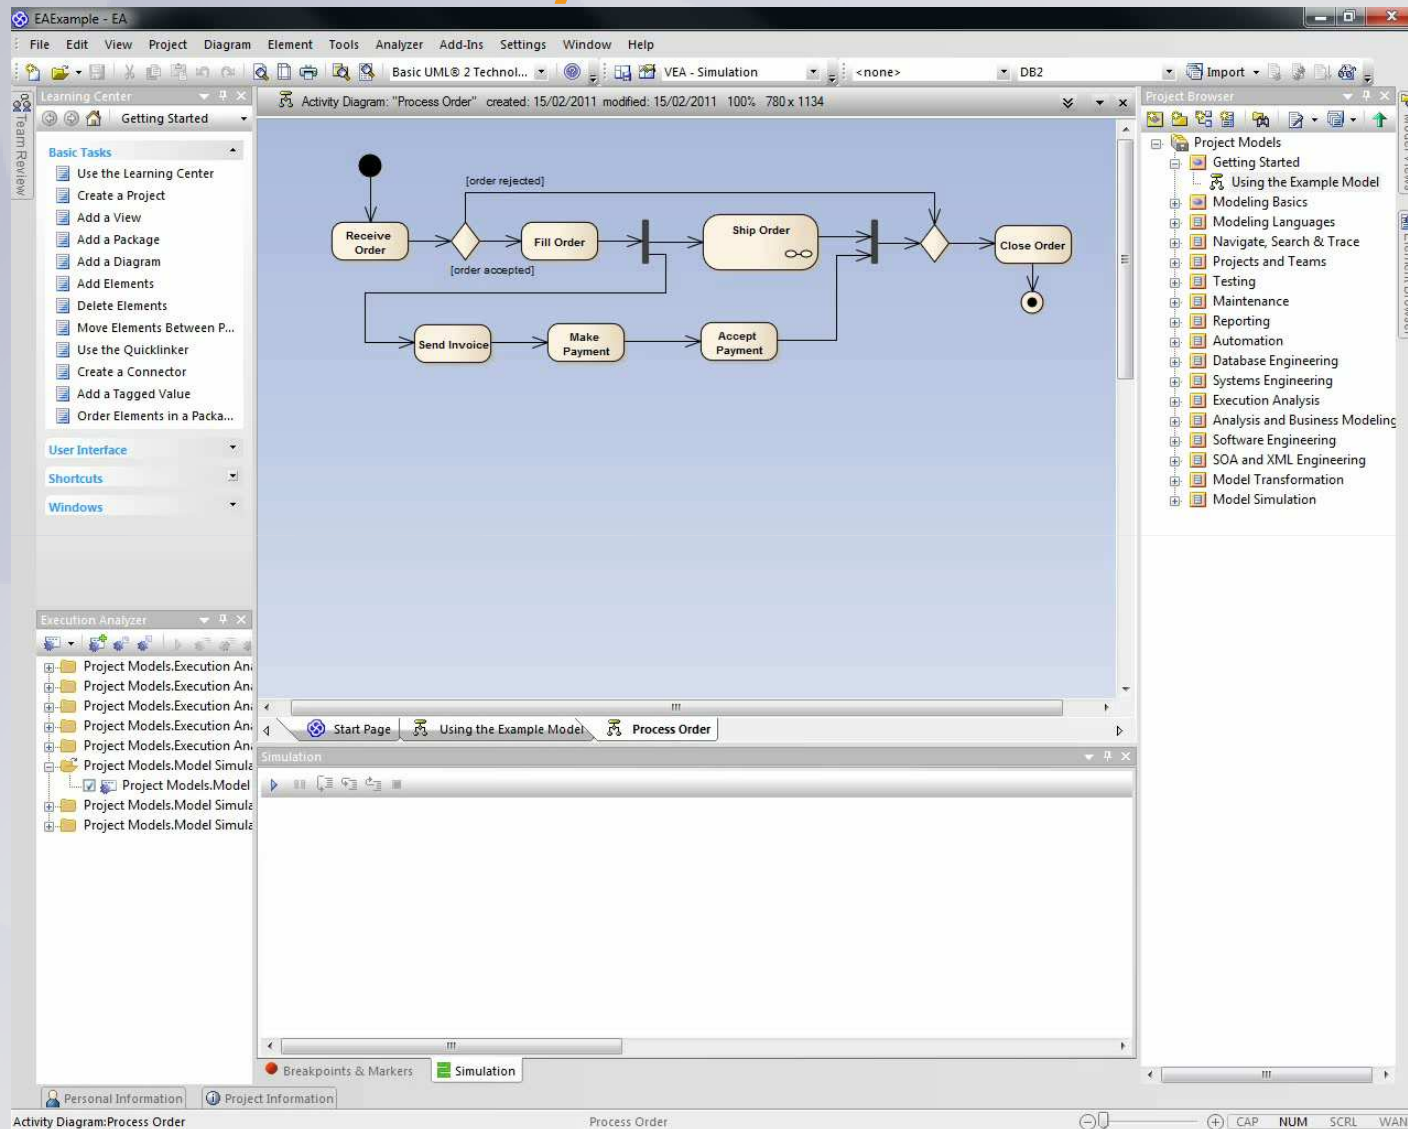 EAExample - EA
File Edit View Project Diagram Element Tools Analyzer Add-Ins Settings Window Help
Basic UML® 2 Technol... VEA - Simulation <none> DB2 Import
Team Review
Learning Center
Getting Started
Basic Tasks
Use the Learning Center
Create a Project
Add a View
Add a Package
Add a Diagram
Add Elements
Delete Elements
Move Elements Between P...
Use the Quicklinker
Create a Connector
Add a Tagged Value
Order Elements in a Packa...
User Interface
Shortcuts
Windows
Execution Analyzer
Project Models.Execution Ana
Project Models.Execution Ana
Project Models.Execution Ana
Project Models.Execution Ana
Project Models.Execution Ana
Project Models.Model Simula
Project Models.Model
Project Models.Model Simula
Project Models.Model Simula
Activity Diagram: "Process Order" created: 15/02/2011 modified: 15/02/2011 100% 780 x 1134
[order rejected]
Receive
Order
Fill Order
Ship Order
Close Order
[order accepted]
Send Invoice
Make
Payment
Accept
Payment
Start Page Using the Example Model Process Order
Simulation
Breakpoints & Markers Simulation
Project Browser
Project Models
Getting Started
Using the Example Model
Modeling Basics
Modeling Languages
Navigate, Search & Trace
Projects and Teams
Testing
Maintenance
Reporting
Automation
Database Engineering
Systems Engineering
Execution Analysis
Analysis and Business Modeling
Software Engineering
SOA and XML Engineering
Model Transformation
Model Simulation
Personal Information Project Information
Activity Diagram:Process Order Process Order CAP NUM SCRL WAN